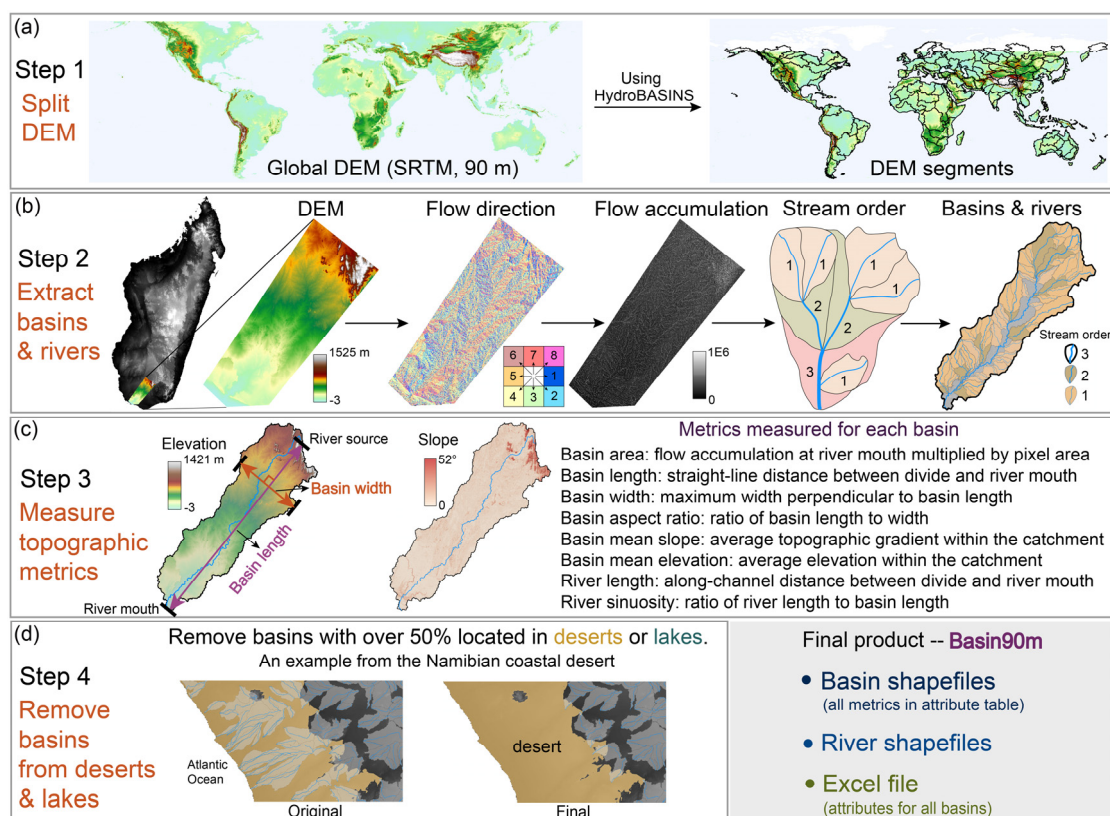 (a)
Step 1
Split
DEM
Global DEM (SRTM, 90 m)
Using
HydroBASINS
DEM segments
(b)
Step 2
Extract
basins
& rivers
DEM
1525 m
-3
Flow direction
6 7 8
5 1
4 3 2
Flow accumulation
1E6
0
Stream order
1
1
1
1
2
2
3
1
Basins & rivers
Stream order
3
2
1
(c)
Step 3
Measure
topographic
metrics
Elevation
1421 m
-3
River source
Basin width
Basin length
River mouth
Slope
52°
0
Metrics measured for each basin
Basin area: flow accumulation at river mouth multiplied by pixel area
Basin length: straight-line distance between divide and river mouth
Basin width: maximum width perpendicular to basin length
Basin aspect ratio: ratio of basin length to width
Basin mean slope: average topographic gradient within the catchment
Basin mean elevation: average elevation within the catchment
River length: along-channel distance between divide and river mouth
River sinuosity: ratio of river length to basin length
(d)
Step 4
Remove
basins
from deserts
& lakes
Remove basins with over 50% located in deserts or lakes.
An example from the Namibian coastal desert
Atlantic
Ocean
Original
desert
Final
Final product -- Basin90m
• Basin shapefiles
(all metrics in attribute table)
• River shapefiles
• Excel file
(attributes for all basins)